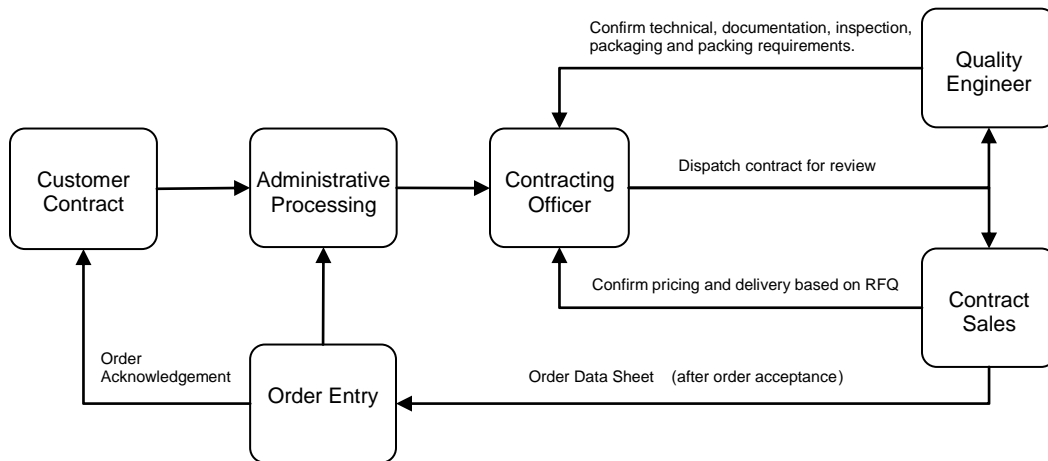 Confirm technical, documentation, inspection,
packaging and packing requirements.
Quality
Engineer
Customer
Contract
Administrative
Processing
Contracting
Officer
Dispatch contract for review
Confirm pricing and delivery based on RFQ
Contract
Sales
Order
Acknowledgement
Order Entry
Order Data Sheet (after order acceptance)